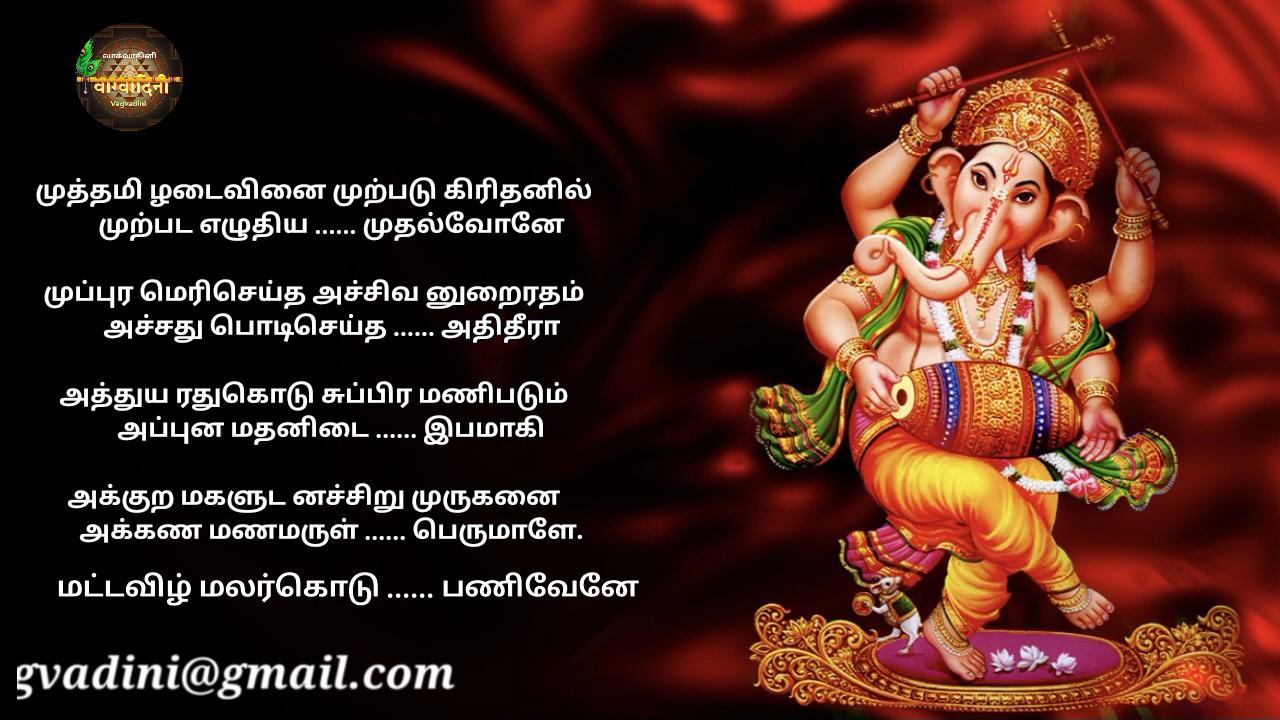 வாக்வாதினி
Vagvadini
முத்தமி ழடைவினை முற்படு கிரிதனில்
முற்பட எழுதிய ...... முதல்வோனே
முப்புர மெரிசெய்த அச்சிவ னுறைரதம்
அச்சது பொடிசெய்த ...... அதிதீரா
அத்துய ரதுகொடு சுப்பிர மணிபடும்
அப்புன மதனிடை ...... இபமாகி
அக்குற மகளுட னச்சிறு முருகனை
அக்கண மணமருள் ...... பெருமாளே.
மட்டவிழ் மலர்கொடு ...... பணிவேனே
gvadini@gmail.com